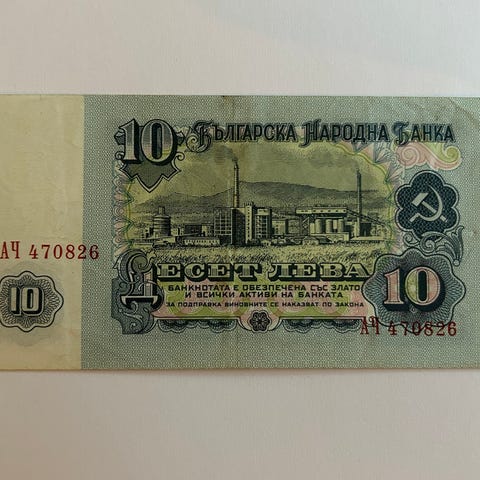 10 БЪЛГАРСКА НАРОДНА БАНКА
АЧ 470826
ДЕСЕТ ЛЕВА
10
10
БАНКНОТАТА Е ОБЕЗПЕЧЕНА СЪС ЗЛАТО
И ВСИЧКИ АКТИВИ НА БАНКАТА
ЗА ПОДПРАВКА ВИНОВНИТЕ СЕ НАКАЗВАТ ПО ЗАКОНА
АЧ 470826